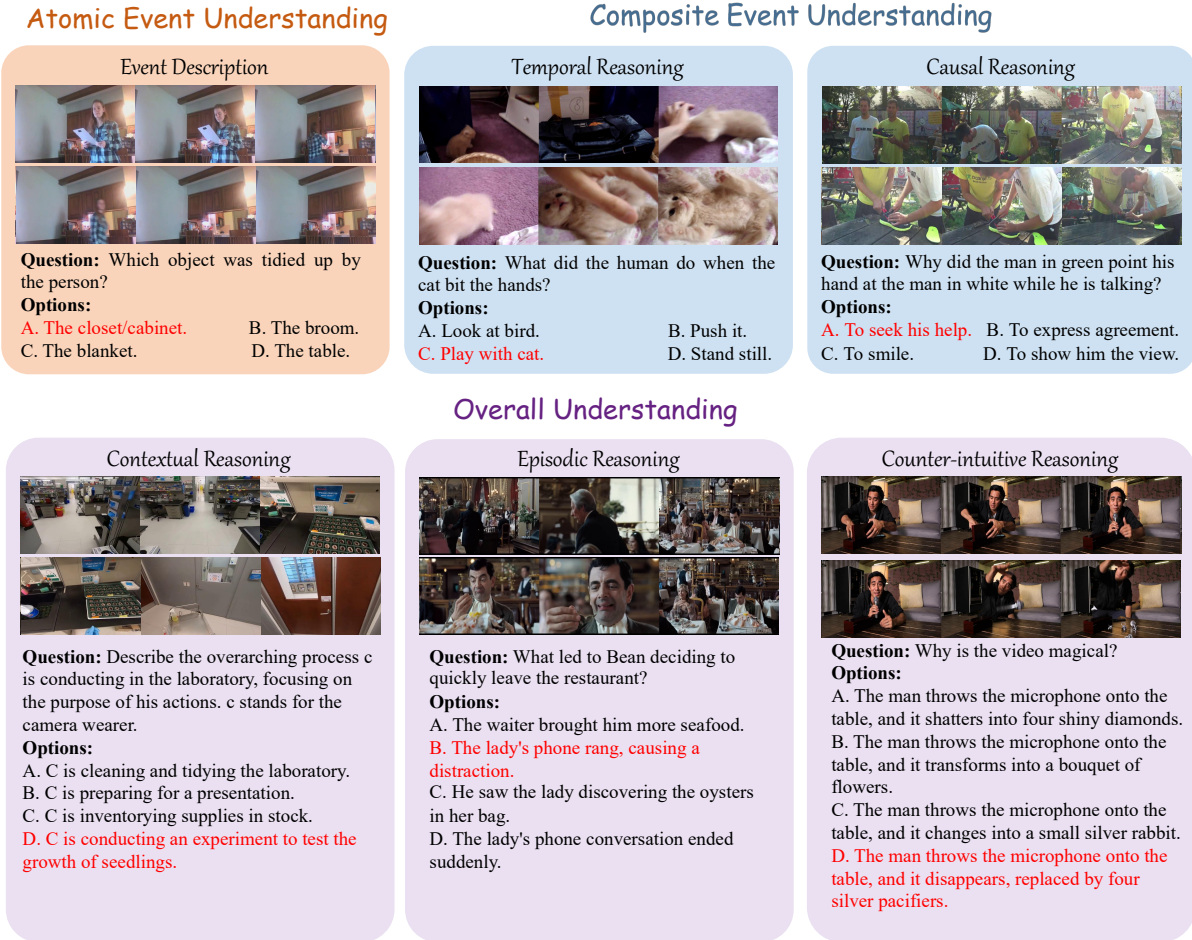 Atomic Event Understanding
Composite Event Understanding
Event Description
Question: Which object was tidied up by
the person?
Options:
A. The closet/cabinet. B. The broom.
C. The blanket. D. The table.
Temporal Reasoning
Question: What did the human do when the
cat bit the hands?
Options:
A. Look at bird. B. Push it.
C. Play with cat. D. Stand still.
Causal Reasoning
Question: Why did the man in green point his
hand at the man in white while he is talking?
Options:
A. To seek his help. B. To express agreement.
C. To smile. D. To show him the view.
Overall Understanding
Contextual Reasoning
Question: Describe the overarching process c
is conducting in the laboratory, focusing on
the purpose of his actions. c stands for the
camera wearer.
Options:
A. C is cleaning and tidying the laboratory.
B. C is preparing for a presentation.
C. C is inventorying supplies in stock.
D. C is conducting an experiment to test the
growth of seedlings.
Episodic Reasoning
Question: What led to Bean deciding to
quickly leave the restaurant?
Options:
A. The waiter brought him more seafood.
B. The lady's phone rang, causing a
distraction.
C. He saw the lady discovering the oysters
in her bag.
D. The lady's phone conversation ended
suddenly.
Counter-intuitive Reasoning
Question: Why is the video magical?
Options:
A. The man throws the microphone onto the
table, and it shatters into four shiny diamonds.
B. The man throws the microphone onto the
table, and it transforms into a bouquet of
flowers.
C. The man throws the microphone onto the
table, and it changes into a small silver rabbit.
D. The man throws the microphone onto the
table, and it disappears, replaced by four
silver pacifiers.